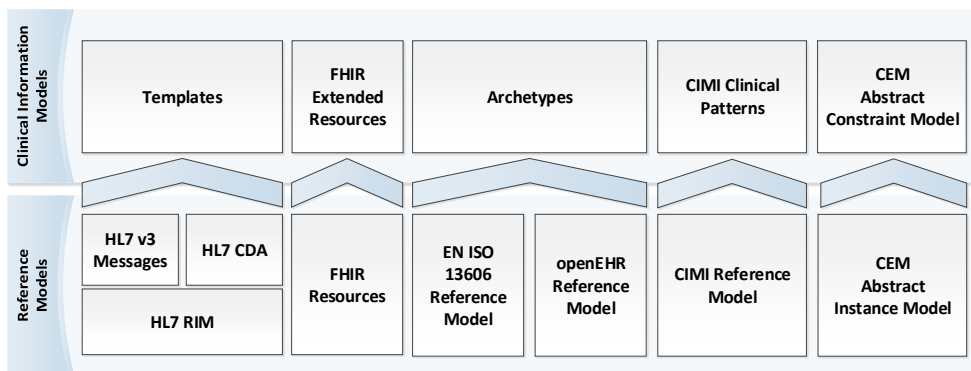 Clinical Information
Models
Templates
FHIR
Extended
Resources
Archetypes
CIMI Clinical
Patterns
CEM
Abstract
Constraint Model
Reference
Models
HL7 v3
Messages
HL7 CDA
HL7 RIM
FHIR
Resources
EN ISO
13606
Reference
Model
openEHR
Reference
Model
CIMI Reference
Model
CEM
Abstract
Instance Model